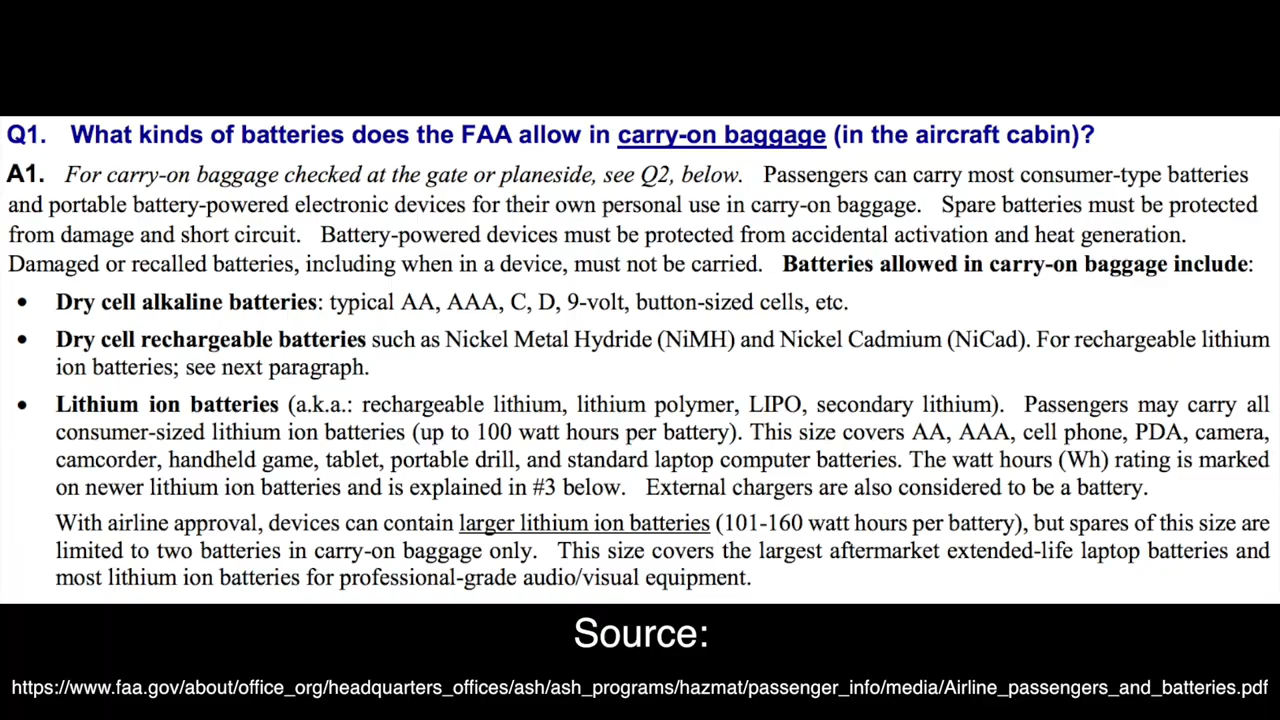 Q1. What kinds of batteries does the FAA allow in carry-on baggage (in the aircraft cabin)?
A1. For carry-on baggage checked at the gate or planeside, see Q2, below. Passengers can carry most consumer-type batteries
and portable battery-powered electronic devices for their own personal use in carry-on baggage. Spare batteries must be protected
from damage and short circuit. Battery-powered devices must be protected from accidental activation and heat generation.
Damaged or recalled batteries, including when in a device, must not be carried. Batteries allowed in carry-on baggage include:
• Dry cell alkaline batteries: typical AA, AAA, C, D, 9-volt, button-sized cells, etc.
• Dry cell rechargeable batteries such as Nickel Metal Hydride (NiMH) and Nickel Cadmium (NiCad). For rechargeable lithium
ion batteries; see next paragraph.
• Lithium ion batteries (a.k.a.: rechargeable lithium, lithium polymer, LIPO, secondary lithium). Passengers may carry all
consumer-sized lithium ion batteries (up to 100 watt hours per battery). This size covers AA, AAA, cell phone, PDA, camera,
camcorder, handheld game, tablet, portable drill, and standard laptop computer batteries. The watt hours (Wh) rating is marked
on newer lithium ion batteries and is explained in #3 below. External chargers are also considered to be a battery.
With airline approval, devices can contain larger lithium ion batteries (101-160 watt hours per battery), but spares of this size are
limited to two batteries in carry-on baggage only. This size covers the largest aftermarket extended-life laptop batteries and
most lithium ion batteries for professional-grade audio/visual equipment.
Source:
https://www.faa.gov/about/office_org/headquarters_offices/ash/ash_programs/hazmat/passenger_info/media/Airline_passengers_and_batteries.pdf